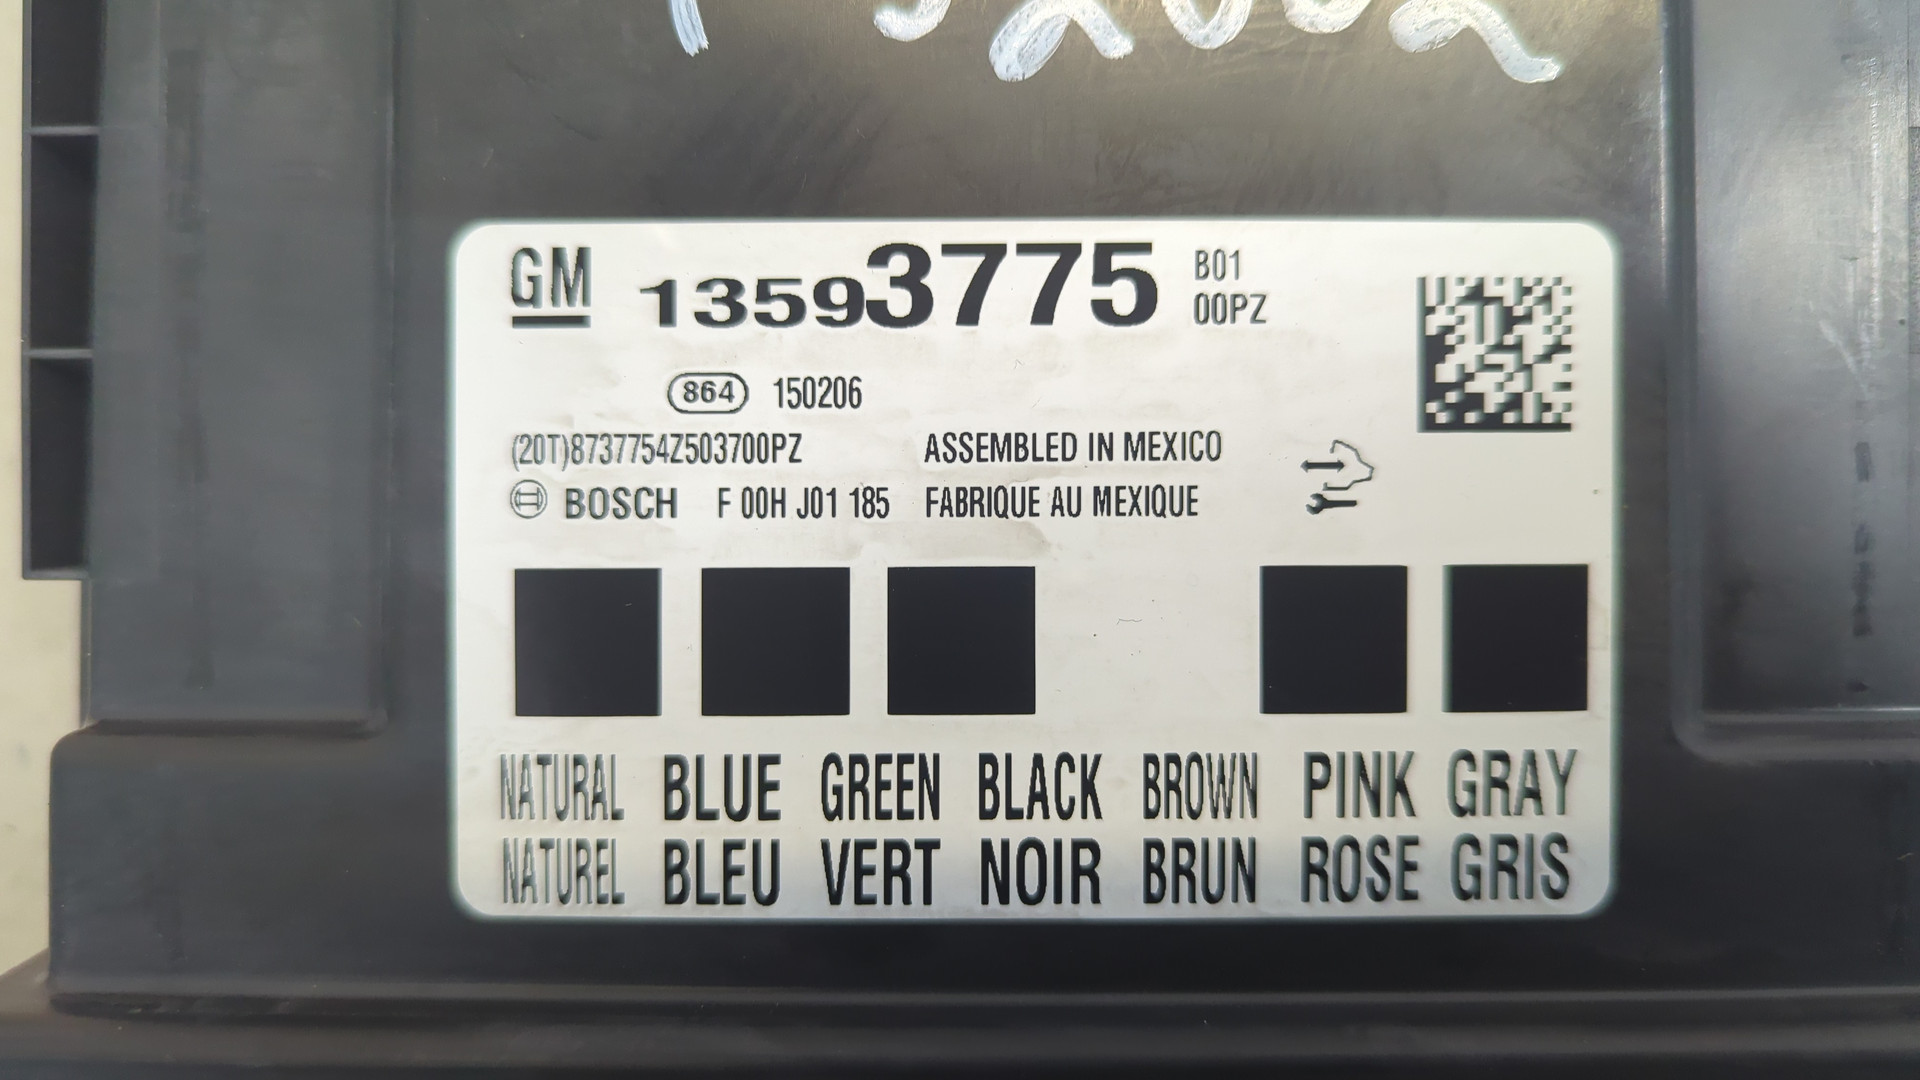 GM 13593775 B01
00PZ
864 150206
(20T)8737754Z503700PZ ASSEMBLED IN MEXICO
BOSCH F 00H J01 185 FABRIQUE AU MEXIQUE
NATURAL BLUE GREEN BLACK BROWN PINK GRAY
NATUREL BLEU VERT NOIR BRUN ROSE GRIS